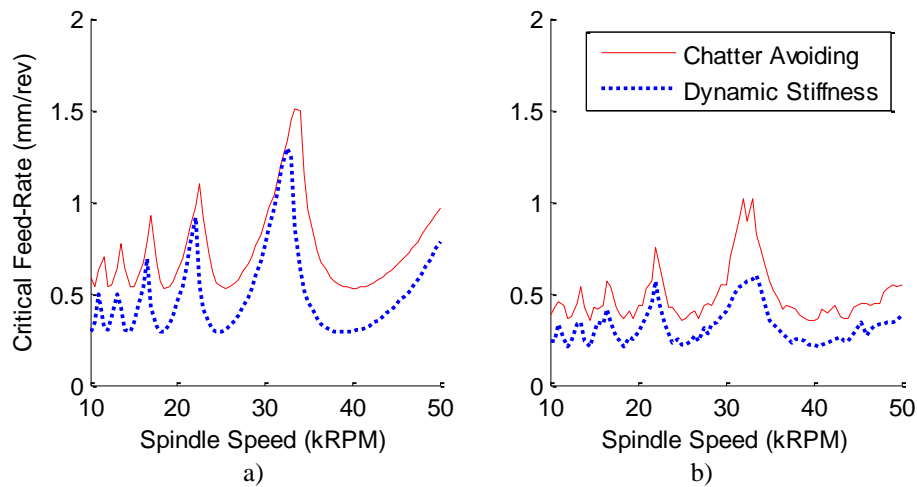 Critical Feed-Rate (mm/rev)
2
1.5
1
0.5
0
10 20 30 40 50
Spindle Speed (kRPM)
a)
Chatter Avoiding
Dynamic Stiffness
2
1.5
1
0.5
0
10 20 30 40 50
Spindle Speed (kRPM)
b)